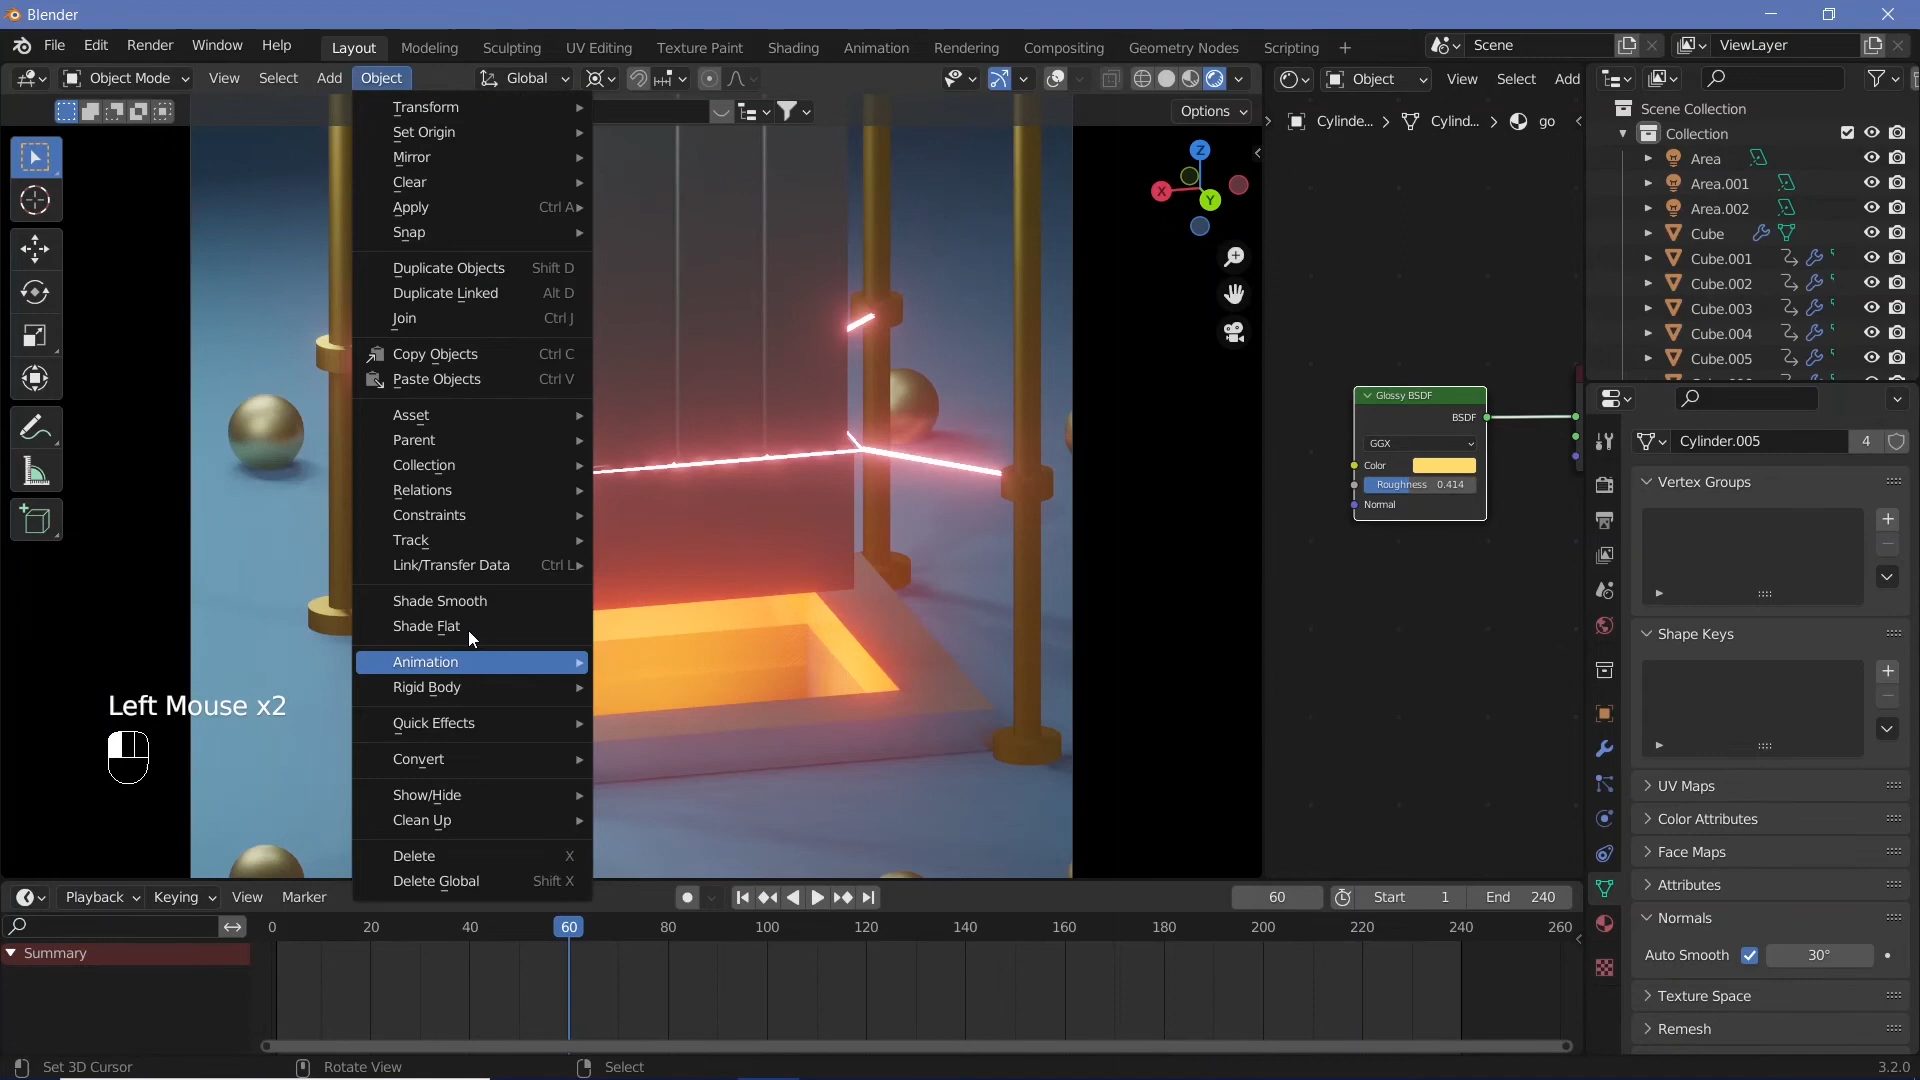 Blender
File Edit Render Window Help
Layout Modeling Sculpting UV Editing Texture Paint Shading Animation Rendering Compositing Geometry Nodes Scripting +
Scene
ViewLayer
Object Mode View Select Add Object
Global
Object View Select Add
Options
Cylinde... > Cylind... > go
Transform
Set Origin
Mirror
Clear
Apply Ctrl A
Snap
Duplicate Objects Shift D
Duplicate Linked Alt D
Join Ctrl J
Copy Objects Ctrl C
Paste Objects Ctrl V
Asset
Parent
Collection
Relations
Constraints
Track
Link/Transfer Data Ctrl L
Shade Smooth
Shade Flat
Animation
Rigid Body
Quick Effects
Convert
Show/Hide
Clean Up
Delete X
Delete Global Shift X
Left Mouse x2
Z
X
Y
Glossy BSDF
BSDF
GGX
Color
Roughness 0.414
Normal
Scene Collection
Collection
Area
Area.001
Area.002
Cube
Cube.001
Cube.002
Cube.003
Cube.004
Cube.005
Cylinder.005 4
Vertex Groups
Shape Keys
UV Maps
Color Attributes
Face Maps
Attributes
Normals
Auto Smooth 30°
Texture Space
Remesh
Playback Keying View Marker
60 Start 1 End 240
0 20 40 60 80 100 120 140 160 180 200 220 240 260
Summary
Set 3D Cursor Rotate View Select
3.2.0